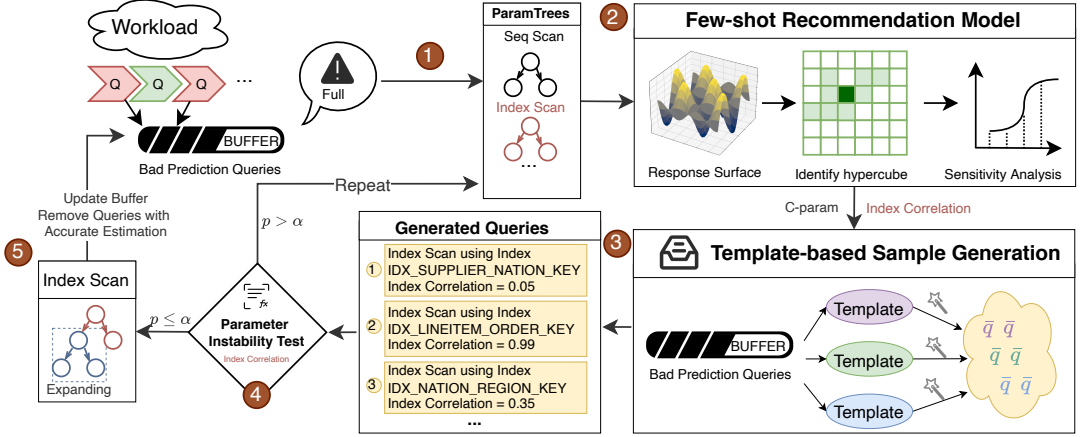 Workload
Q
Q
Q
...
BUFFER
Bad Prediction Queries
Full
1
ParamTrees
Seq Scan
Index Scan
...
2
Few-shot Recommendation Model
Response Surface
Identify hypercube
Sensitivity Analysis
C-param
Index Correlation
3
Template-based Sample Generation
BUFFER
Bad Prediction Queries
Template
Template
Template
q̅ q̅
q̅ q̅
q̅ q̅
Generated Queries
1
Index Scan using Index
IDX_SUPPLIER_NATION_KEY
Index Correlation = 0.05
2
Index Scan using Index
IDX_LINEITEM_ORDER_KEY
Index Correlation = 0.99
3
Index Scan using Index
IDX_NATION_REGION_KEY
Index Correlation = 0.35
...
Repeat
p > α
fx
Parameter
Instability Test
Index Correlation
4
p ≤ α
5
Index Scan
Expanding
Update Buffer
Remove Queries with
Accurate Estimation